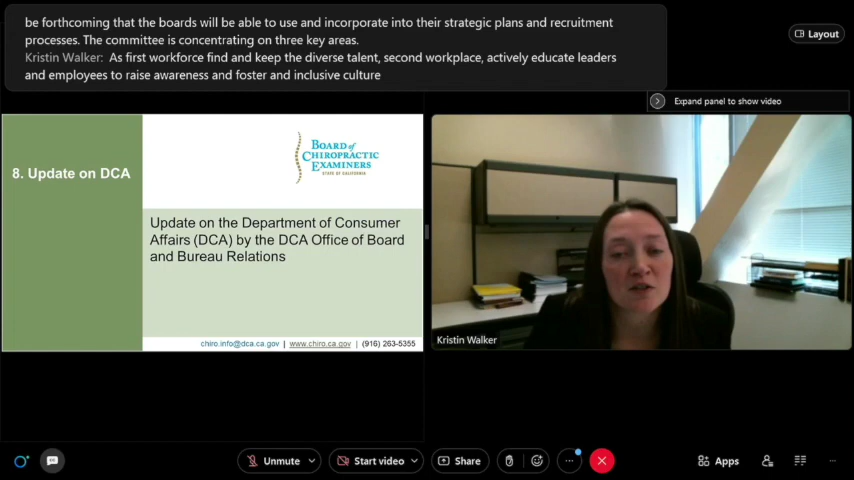 be forthcoming that the boards will be able to use and incorporate into their strategic plans and recruitment
processes. The committee is concentrating on three key areas.
Kristin Walker: As first workforce find and keep the diverse talent, second workplace, actively educate leaders
and employees to raise awareness and foster and inclusive culture
Layout
Expand panel to show video
8. Update on DCA
BOARD of
CHIROPRACTIC
EXAMINERS
STATE OF CALIFORNIA
Update on the Department of Consumer
Affairs (DCA) by the DCA Office of Board
and Bureau Relations
chiro.info@dca.ca.gov | www.chiro.ca.gov | (916) 263-5355
Kristin Walker
Unmute
Start video
Share
Apps